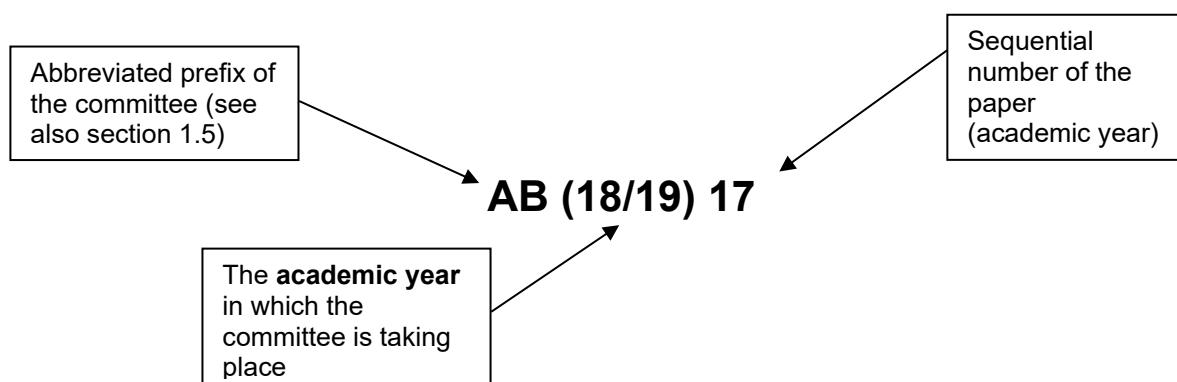 Abbreviated prefix of
the committee (see
also section 1.5)
Sequential
number of the
paper
(academic year)
AB (18/19) 17
The academic year
in which the
committee is taking
place